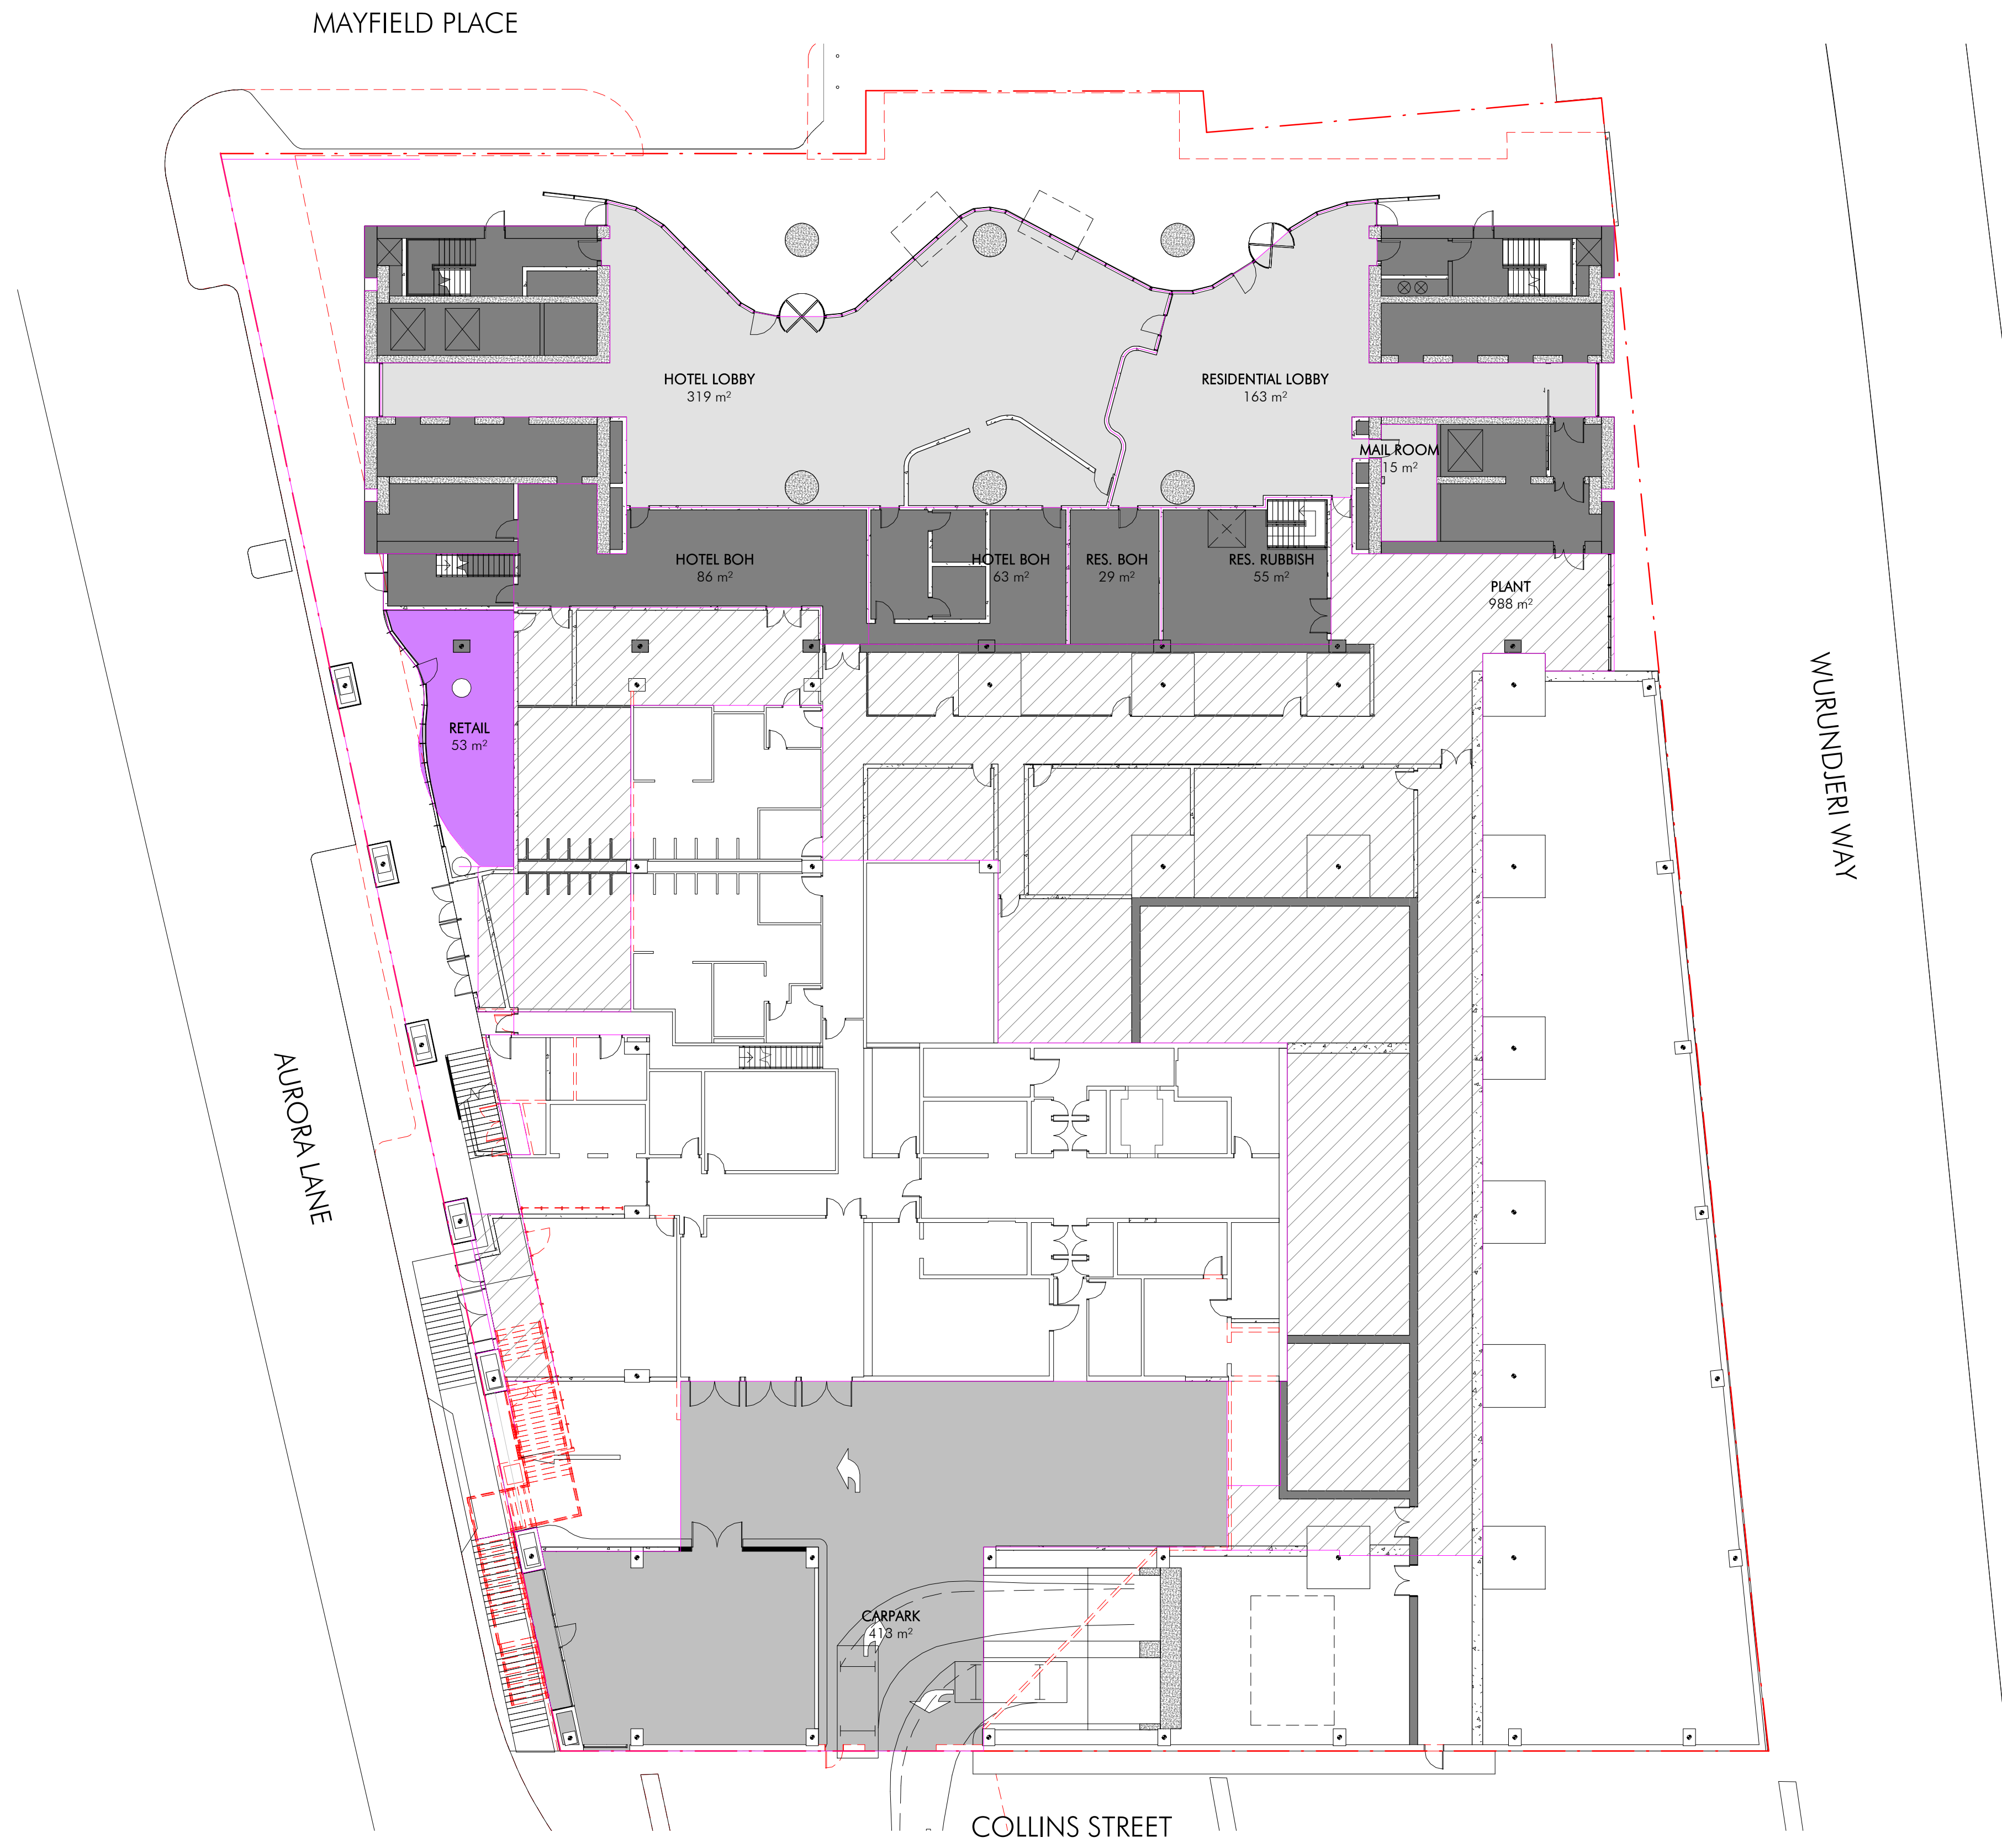 MAYFIELD PLACE
HOTEL LOBBY
319 m²
RESIDENTIAL LOBBY
163 m²
MAIL ROOM
15 m²
HOTEL BOH
86 m²
HOTEL BOH
63 m²
RES. BOH
29 m²
RES. RUBBISH
55 m²
PLANT
988 m²
RETAIL
53 m²
WURUNDJERI WAY
AURORA LANE
CARPARK
413 m²
COLLINS STREET